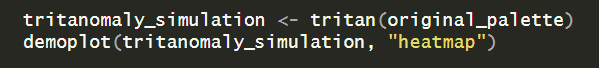 tritanomaly_simulation <- tritan(original_palette)
demoplot(tritanomaly_simulation, "heatmap")